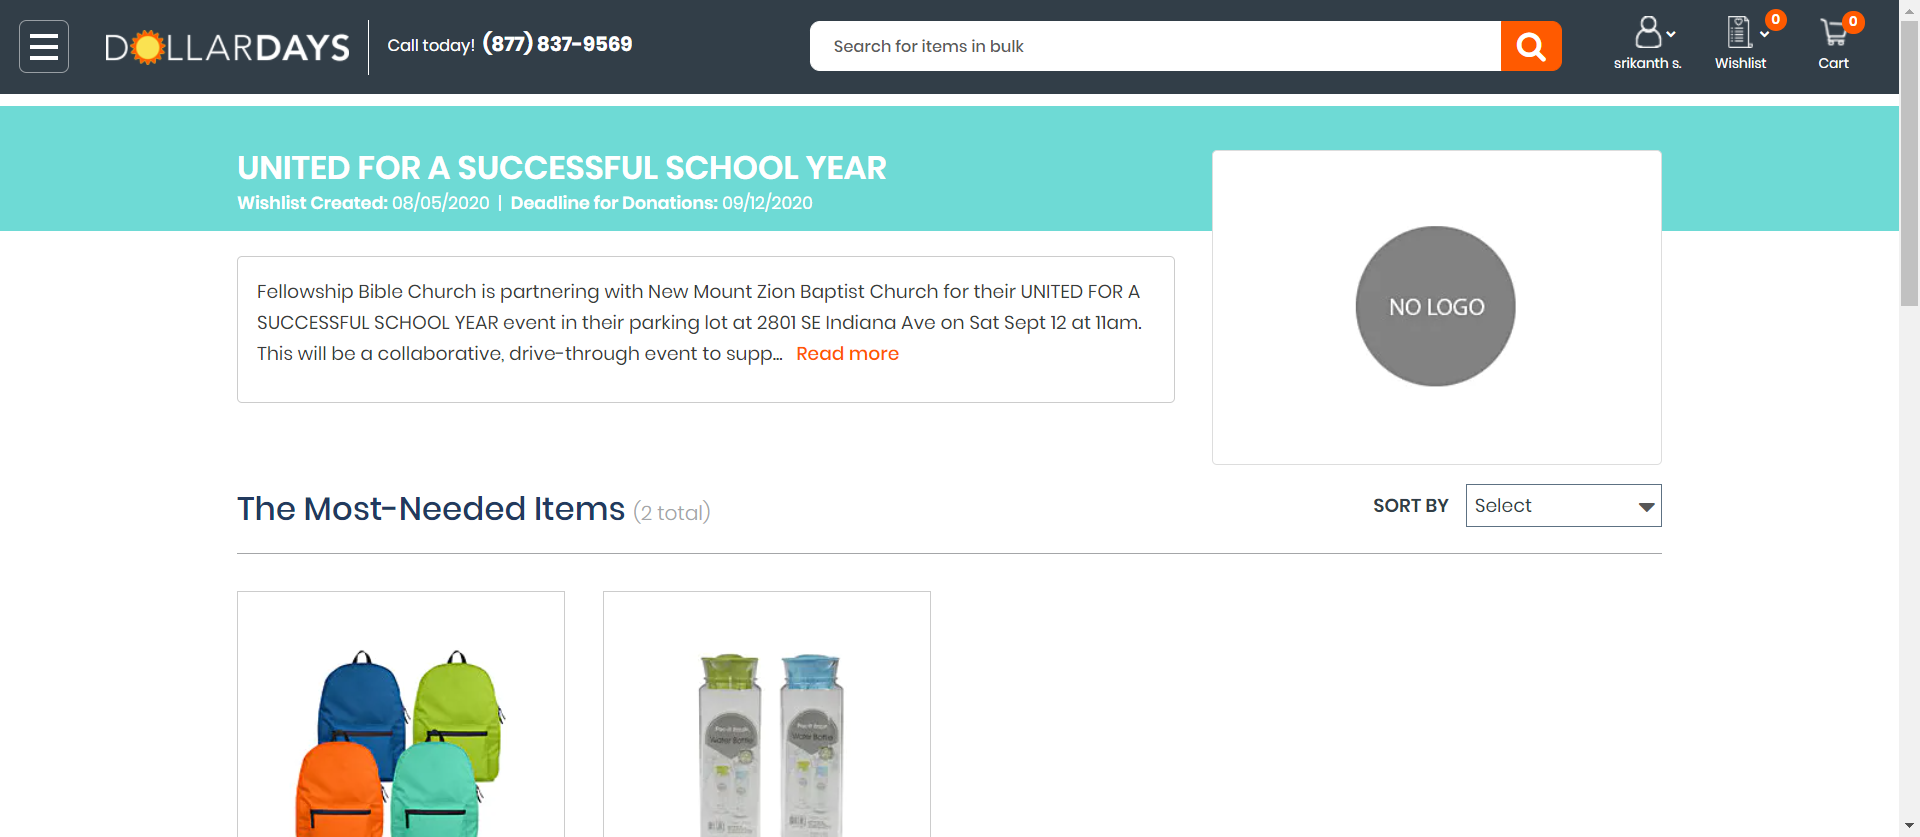 DOLLARDAYS
Call today! (877) 837-9569
Search for items in bulk
srikanth s.
0
Wishlist
0
Cart
UNITED FOR A SUCCESSFUL SCHOOL YEAR
Wishlist Created: 08/05/2020 | Deadline for Donations: 09/12/2020
NO LOGO
Fellowship Bible Church is partnering with New Mount Zion Baptist Church for their UNITED FOR A
SUCCESSFUL SCHOOL YEAR event in their parking lot at 2801 SE Indiana Ave on Sat Sept 12 at 11am.
This will be a collaborative, drive-through event to supp... Read more
The Most-Needed Items (2 total)
SORT BY
Select
Water Bottle
Water Bottle